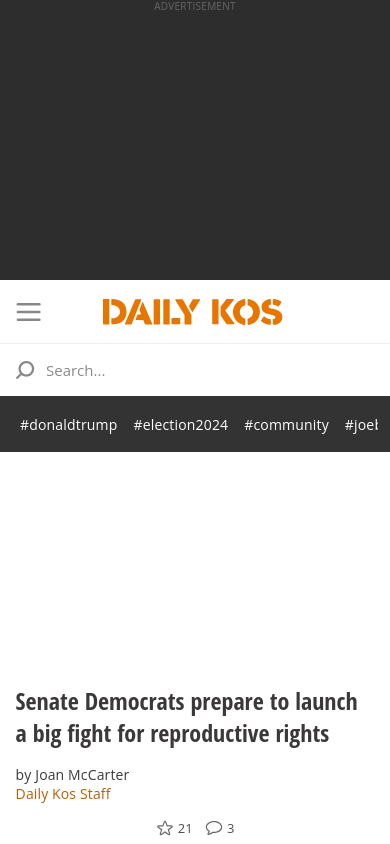 ADVERTISEMENT
DAILY KOS
Search...
#donaldtrump #election2024 #community #joeb
Senate Democrats prepare to launch
a big fight for reproductive rights
by Joan McCarter
Daily Kos Staff
21 3